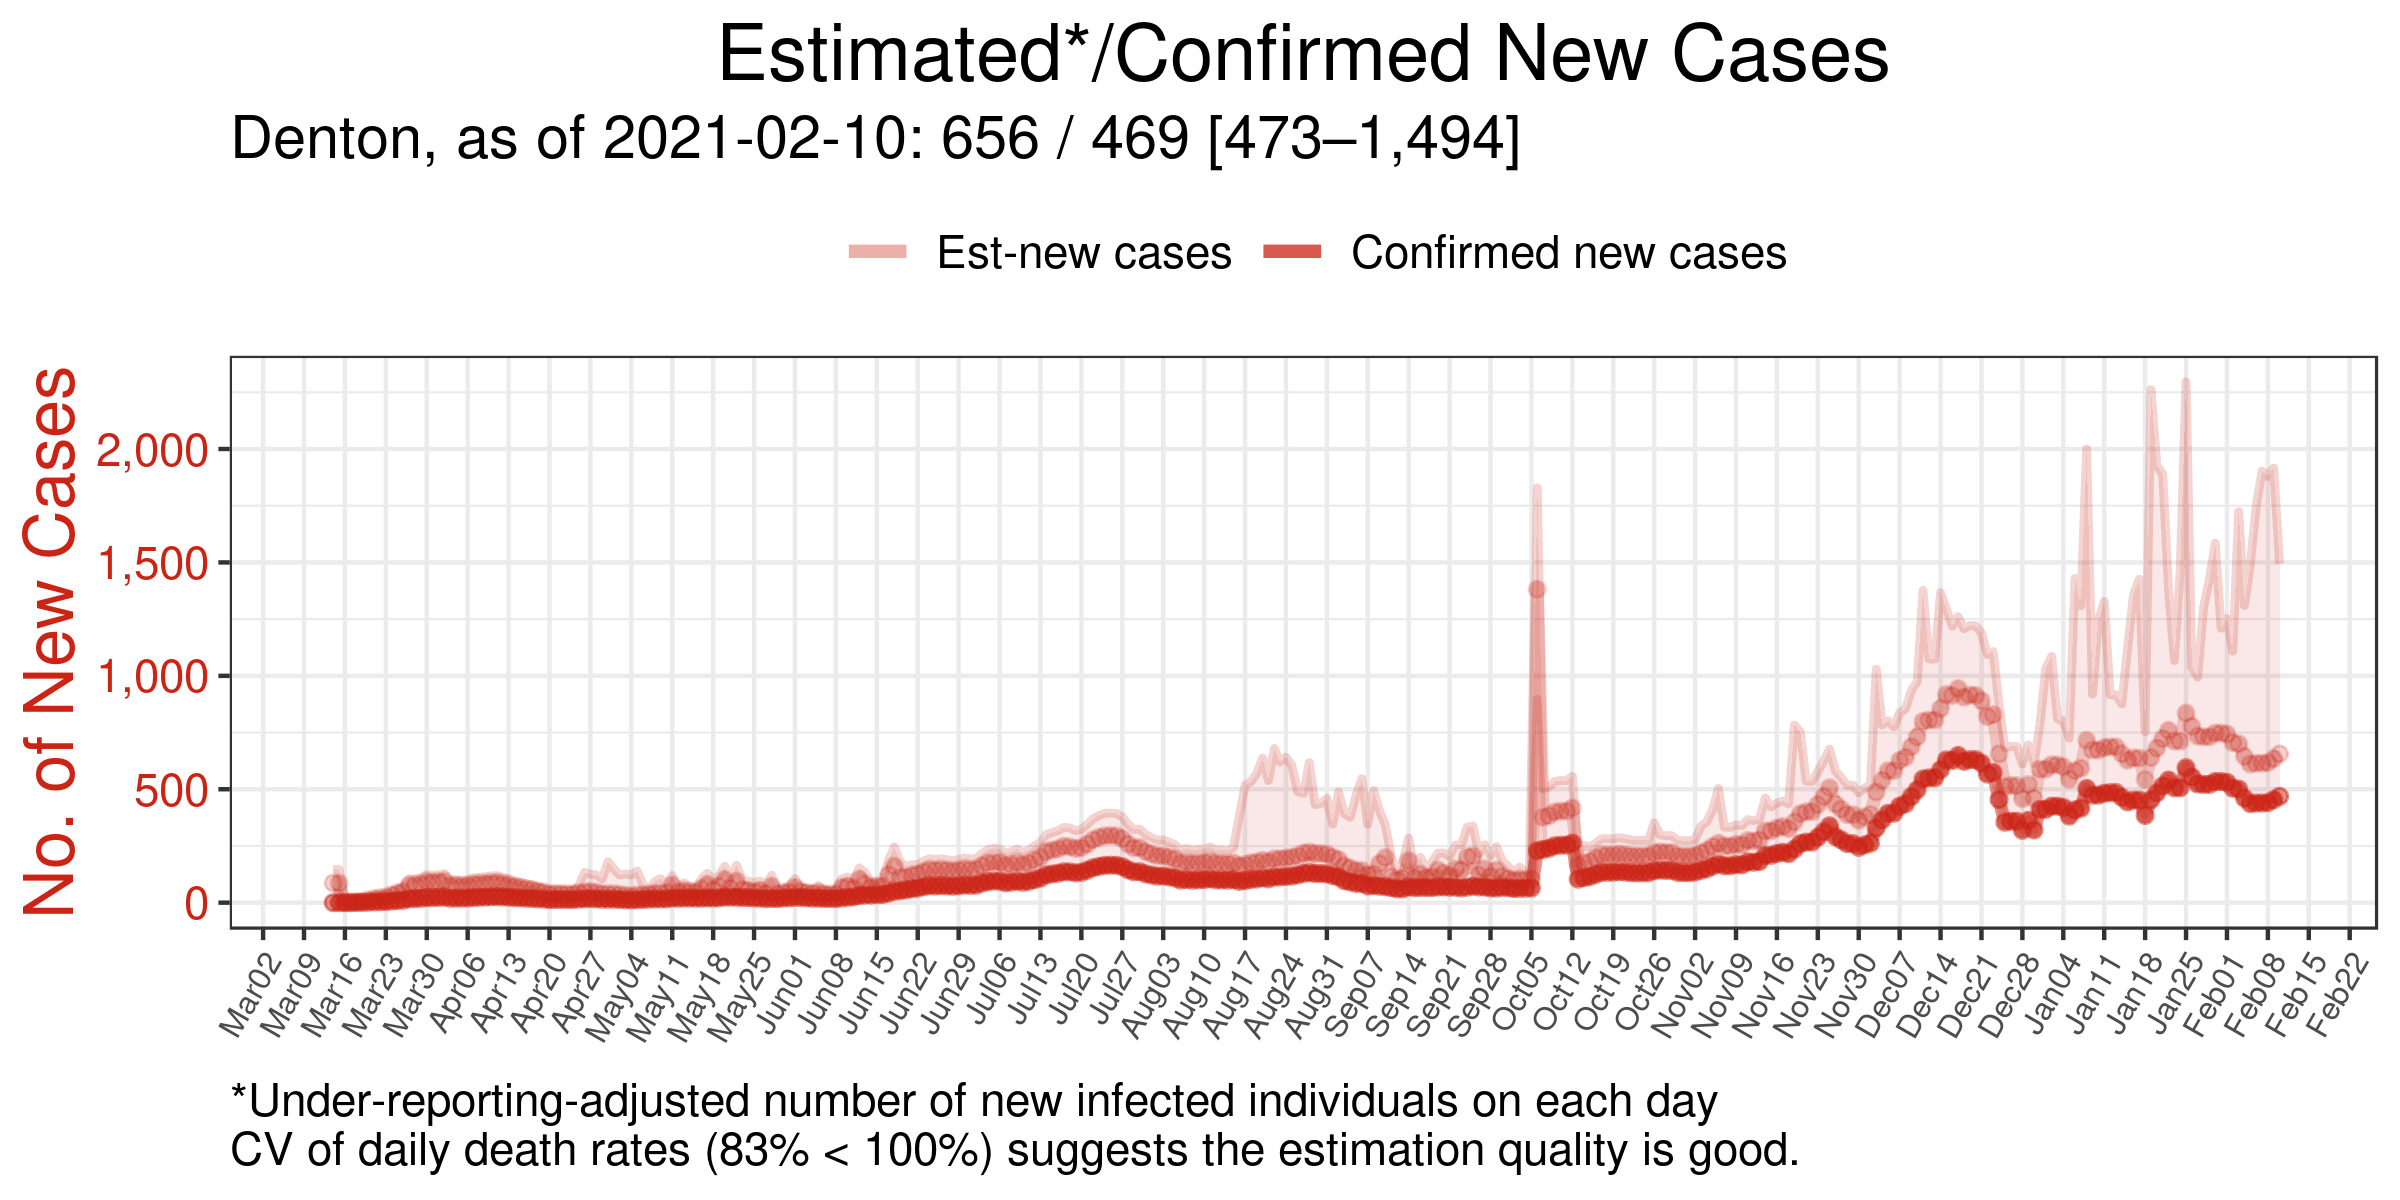 Estimated*/Confirmed New Cases
Denton, as of 2021-02-10: 656 / 469 [473–1,494]
Est-new cases Confirmed new cases
No. of New Cases
2,000
1,500
1,000
500
0
Mar02 Mar09 Mar16 Mar23 Mar30 Apr06 Apr13 Apr20 Apr27 May04 May11 May18 May25 Jun01 Jun08 Jun15 Jun22 Jun29 Jul06 Jul13 Jul20 Jul27 Aug03 Aug10 Aug17 Aug24 Aug31 Sep07 Sep14 Sep21 Sep28 Oct05 Oct12 Oct19 Oct26 Nov02 Nov09 Nov16 Nov23 Nov30 Dec07 Dec14 Dec21 Dec28 Jan04 Jan11 Jan18 Jan25 Feb01 Feb08 Feb15 Feb22
*Under-reporting-adjusted number of new infected individuals on each day
CV of daily death rates (83% < 100%) suggests the estimation quality is good.